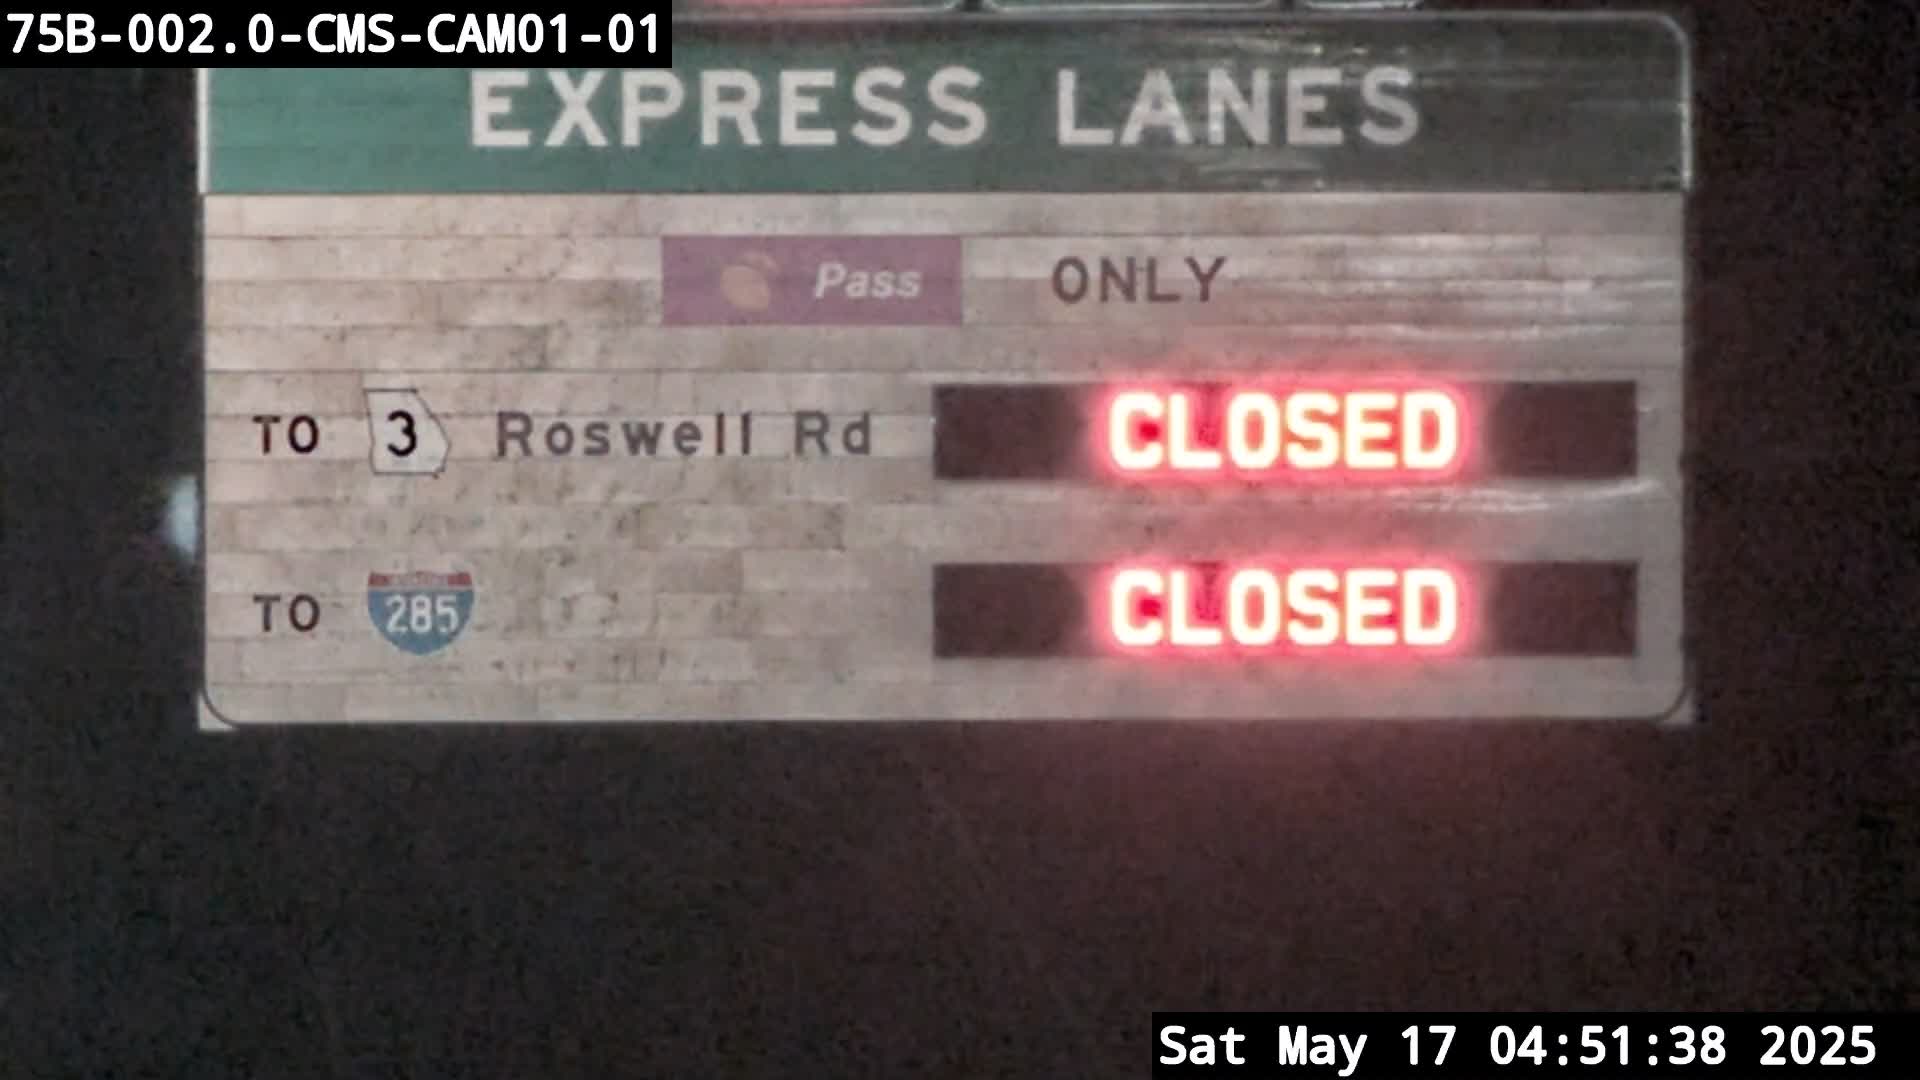 75B-002.0-CMS-CAM01-01
EXPRESS LANES
Pass ONLY
TO 3 Roswell Rd CLOSED
TO 285 CLOSED
Sat May 17 04:51:38 2025